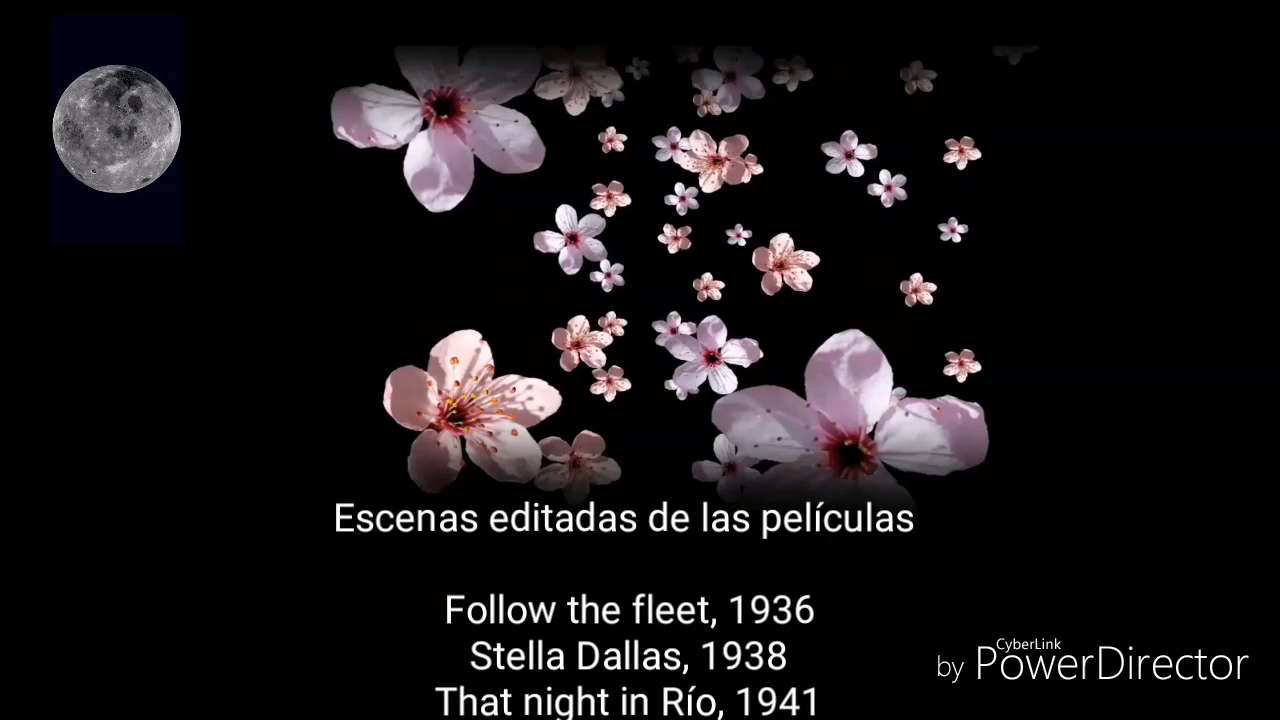 Escenas editadas de las películas
Follow the fleet, 1936
Stella Dallas, 1938
That night in Río, 1941
CyberLink
by PowerDirector